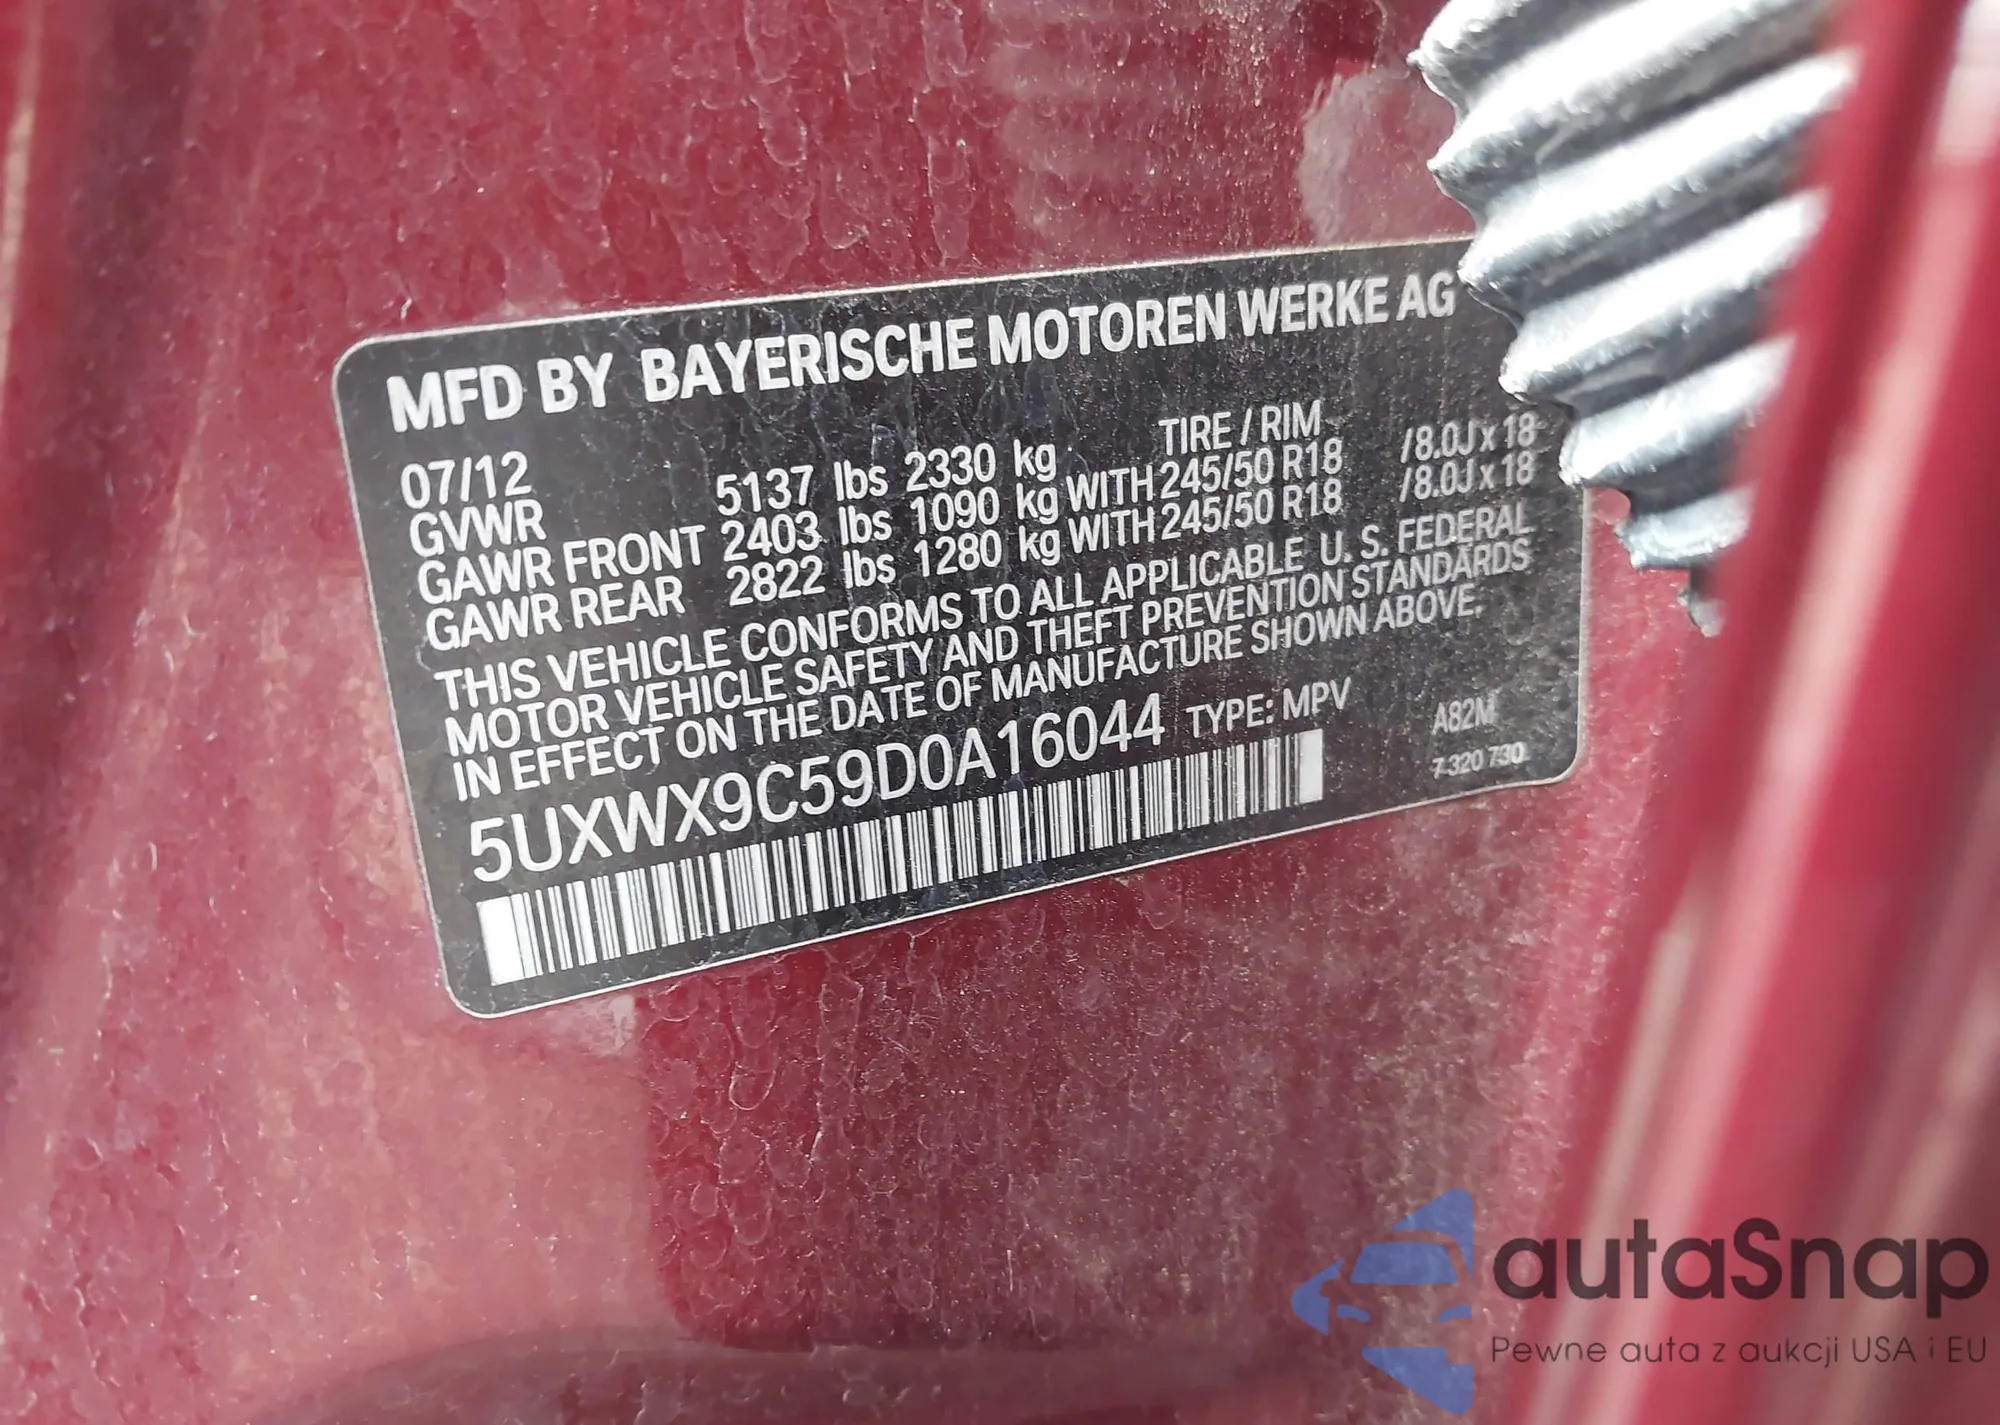 MFD BY BAYERISCHE MOTOREN WERKE AG
07/12 TIRE / RIM
GVWR 5137 lbs 2330 kg
GAWR FRONT 2403 lbs 1090 kg WITH 245/50 R18 /8.0J x 18
GAWR REAR 2822 lbs 1280 kg WITH 245/50 R18 /8.0J x 18
THIS VEHICLE CONFORMS TO ALL APPLICABLE U. S. FEDERAL
MOTOR VEHICLE SAFETY AND THEFT PREVENTION STANDARDS
IN EFFECT ON THE DATE OF MANUFACTURE SHOWN ABOVE.
5UXWX9C59D0A16044 TYPE: MPV A82M
7 320 730
autaSnap
Pewne auta z aukcji USA i EU